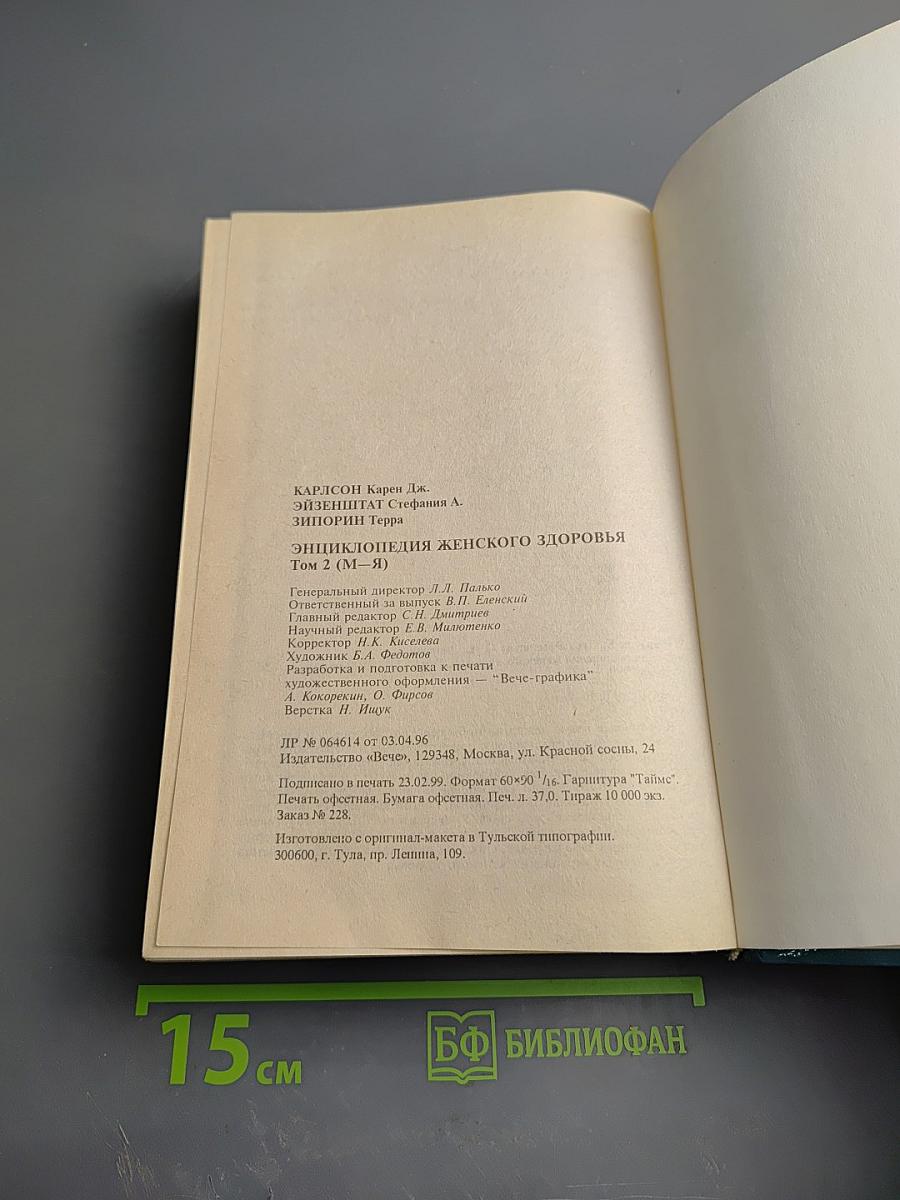 КАРЛСОН Карен Дж.
ЭЙЗЕНШТАТ Стефания А.
ЗИПОРИН Терра
ЭНЦИКЛОПЕДИЯ ЖЕНСКОГО ЗДОРОВЬЯ
Том 2 (М—Я)
Генеральный директор Л.Л. Палько
Ответственный за выпуск В.П. Еленский
Главный редактор С.Н. Дмитриев
Научный редактор Е.В. Милютенко
Корректор Н.К. Киселева
Художник Б.А. Федотов
Разработка и подготовка к печати
художественного оформления — "Вече-графика"
А. Кокорекин, О. Фирсов
Верстка Н. Ищук
ЛР № 064614 от 03.04.96
Издательство «Вече», 129348, Москва, ул. Красной сосны, 24
Подписано в печать 23.02.99. Формат 60×90 1/16. Гарнитура "Таймс".
Печать офсетная. Бумага офсетная. Печ. л. 37,0. Тираж 10 000 экз.
Заказ № 228.
Изготовлено с оригинал-макета в Тульской типографии.
300600, г. Тула, пр. Ленина, 109.
15 см
БФ БИБЛИОФАН